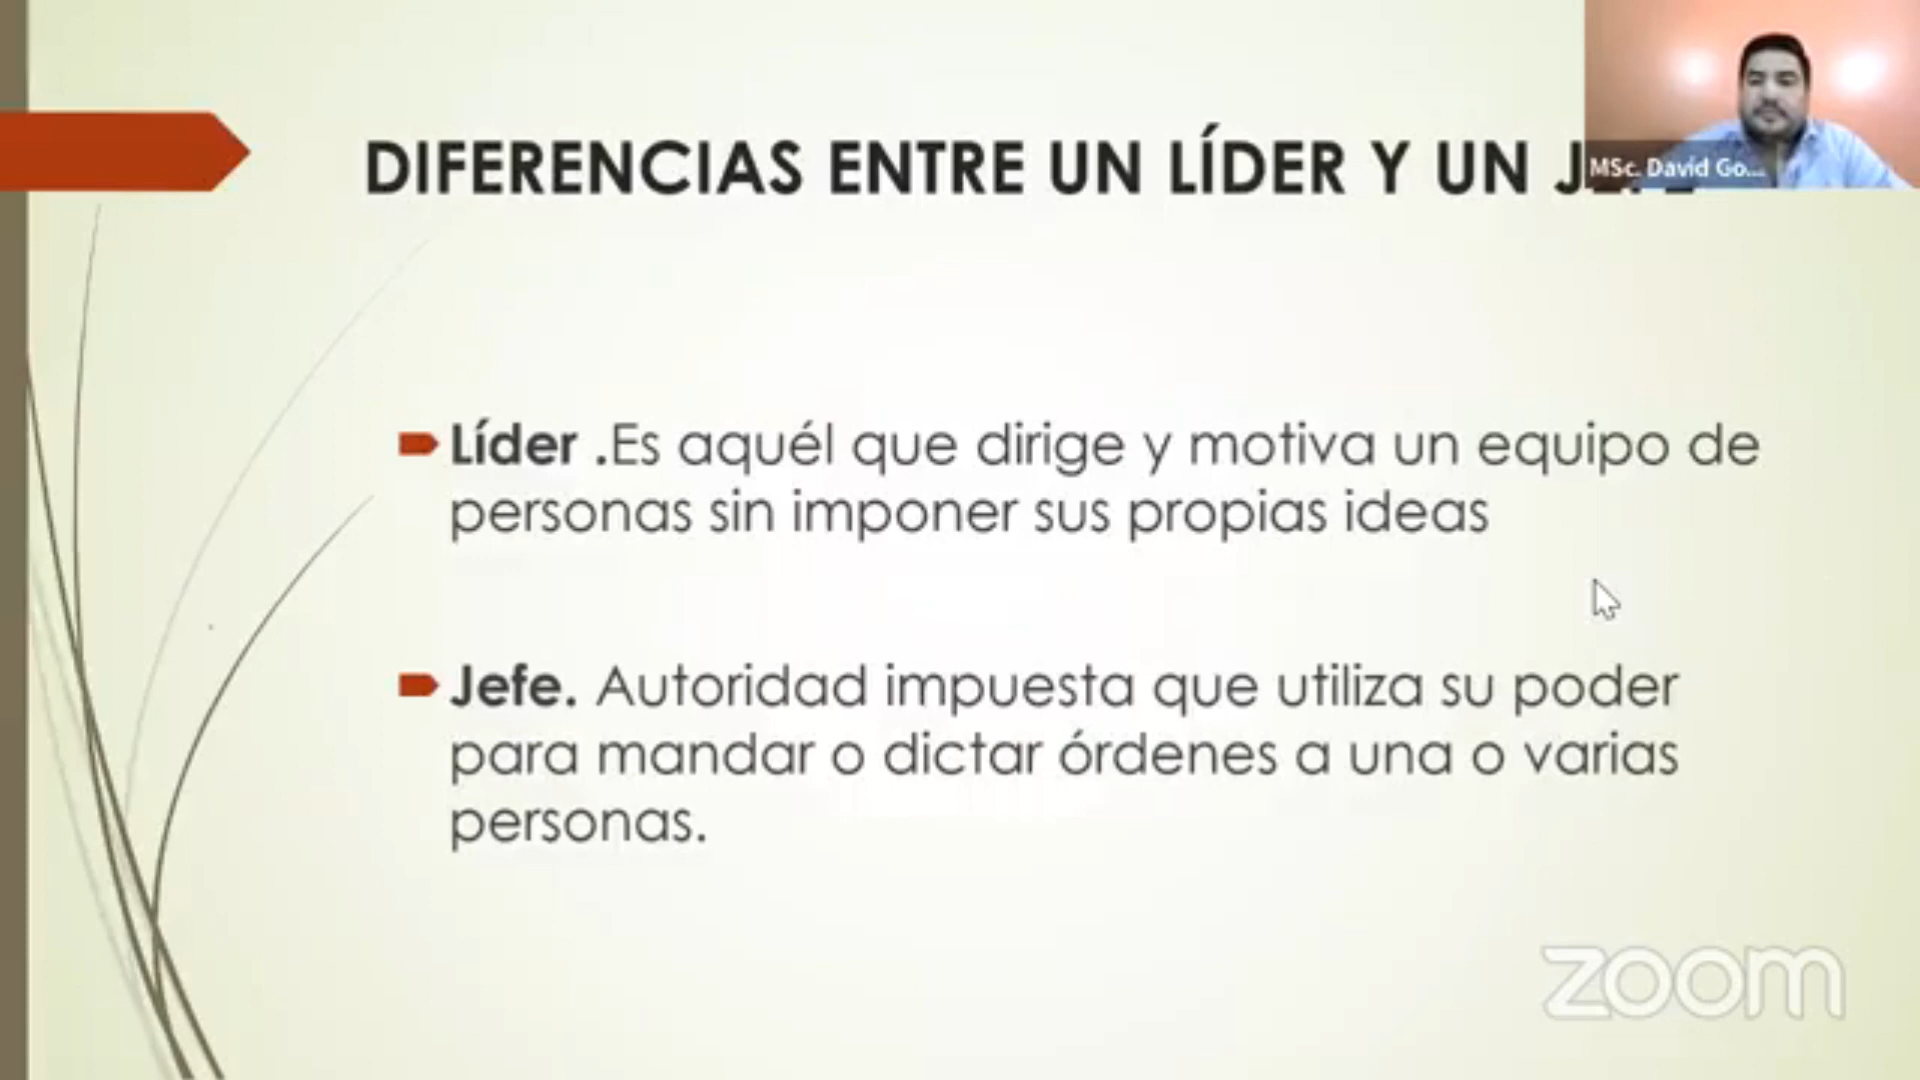 DIFERENCIAS ENTRE UN LÍDER Y UN
MSc. David Go...
Líder .Es aquél que dirige y motiva un equipo de
personas sin imponer sus propias ideas
Jefe. Autoridad impuesta que utiliza su poder
para mandar o dictar órdenes a una o varias
personas.
zoom